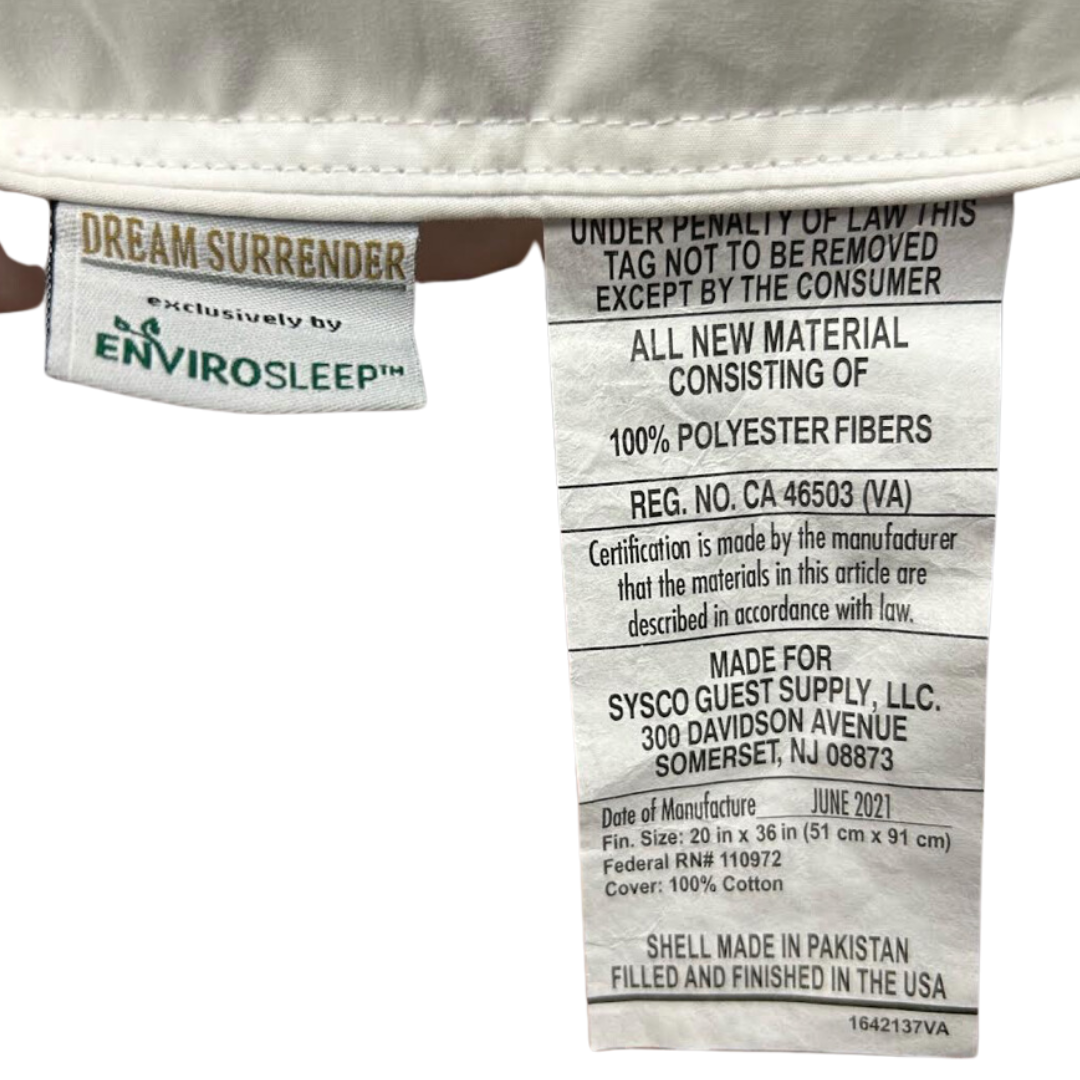 DREAM SURRENDER
exclusively by
ENVIROSLEEP™
UNDER PENALTY OF LAW THIS
TAG NOT TO BE REMOVED
EXCEPT BY THE CONSUMER
ALL NEW MATERIAL
CONSISTING OF
100% POLYESTER FIBERS
REG. NO. CA 46503 (VA)
Certification is made by the manufacturer
that the materials in this article are
described in accordance with law.
MADE FOR
SYSCO GUEST SUPPLY, LLC.
300 DAVIDSON AVENUE
SOMERSET, NJ 08873
Date of Manufacture JUNE 2021
Fin. Size: 20 in x 36 in (51 cm x 91 cm)
Federal RN# 110972
Cover: 100% Cotton
SHELL MADE IN PAKISTAN
FILLED AND FINISHED IN THE USA
1642137VA